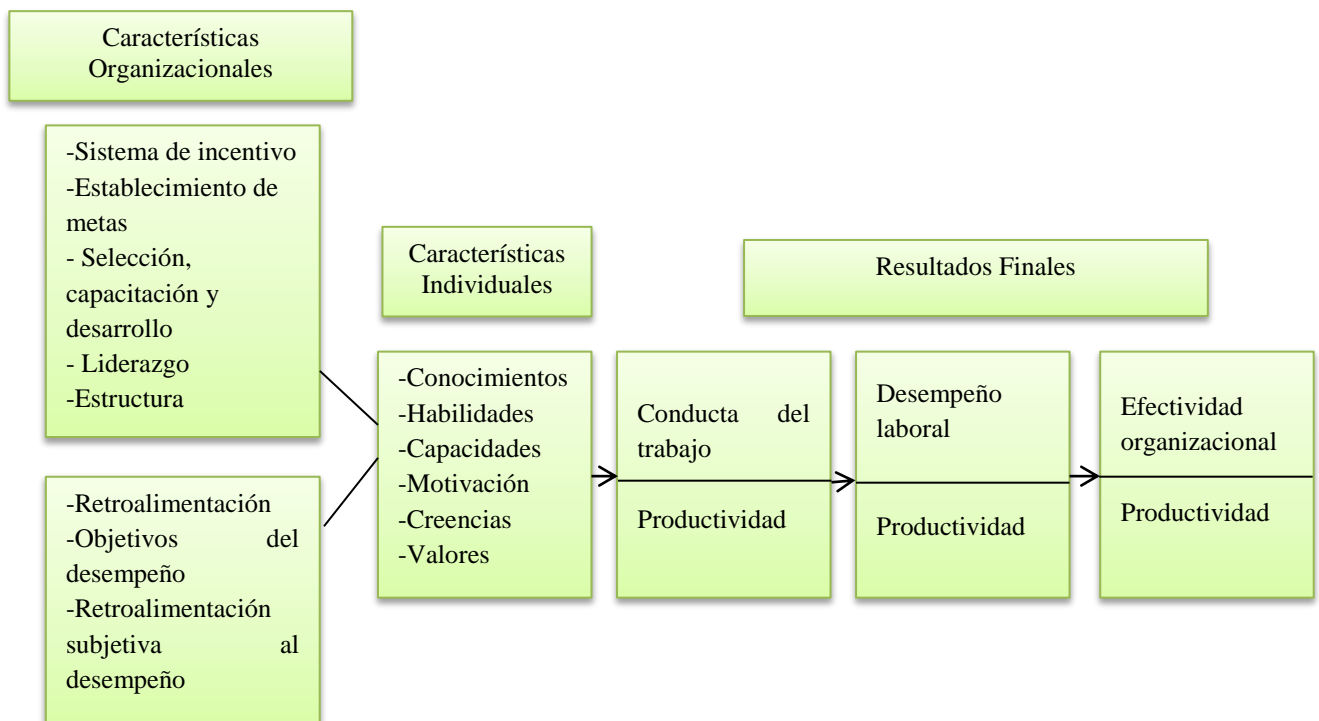 Características
Organizacionales
-Sistema de incentivo
-Establecimiento de
metas
- Selección,
capacitación y
desarrollo
- Liderazgo
-Estructura
-Retroalimentación
-Objetivos del
desempeño
-Retroalimentación
subjetiva al
desempeño
Características
Individuales
-Conocimientos
-Habilidades
-Capacidades
-Motivación
-Creencias
-Valores
Resultados Finales
Conducta del
trabajo
Productividad
Desempeño
laboral
Productividad
Efectividad
organizacional
Productividad